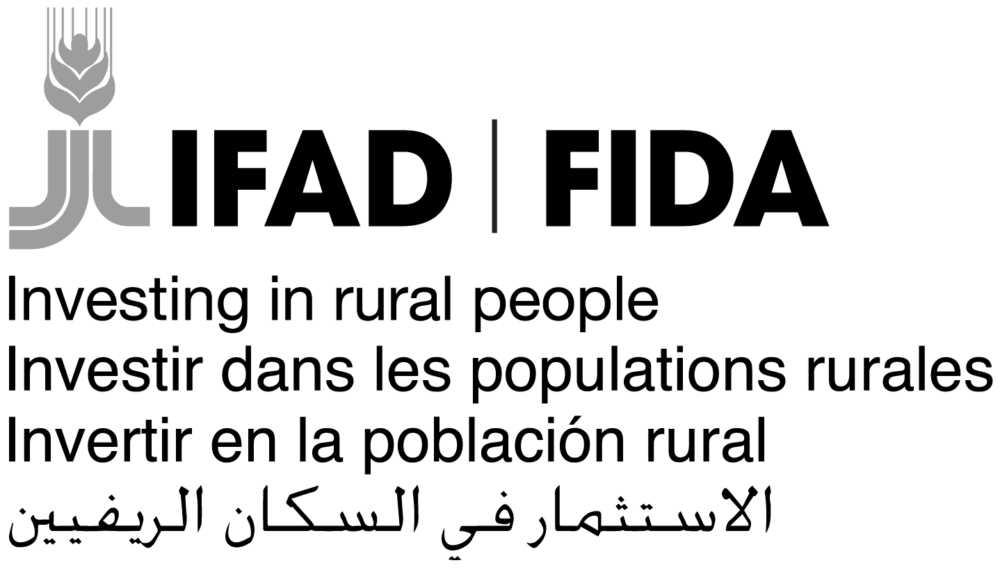 IFAD | FIDA
Investing in rural people
Investir dans les populations rurales
Invertir en la población rural
الاستثمار في السكان الريفيين